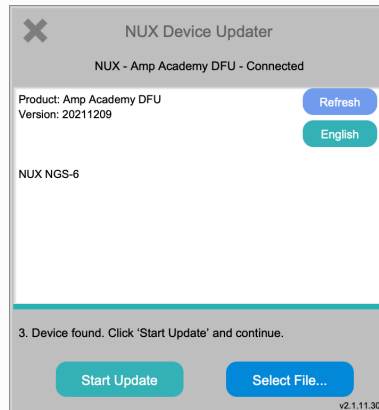 NUX Device Updater
NUX - Amp Academy DFU - Connected
Product: Amp Academy DFU
Version: 20211209
Refresh
English
NUX NGS-6
3. Device found. Click ‘Start Update’ and continue.
Start Update
Select File...
v2.1.11.30